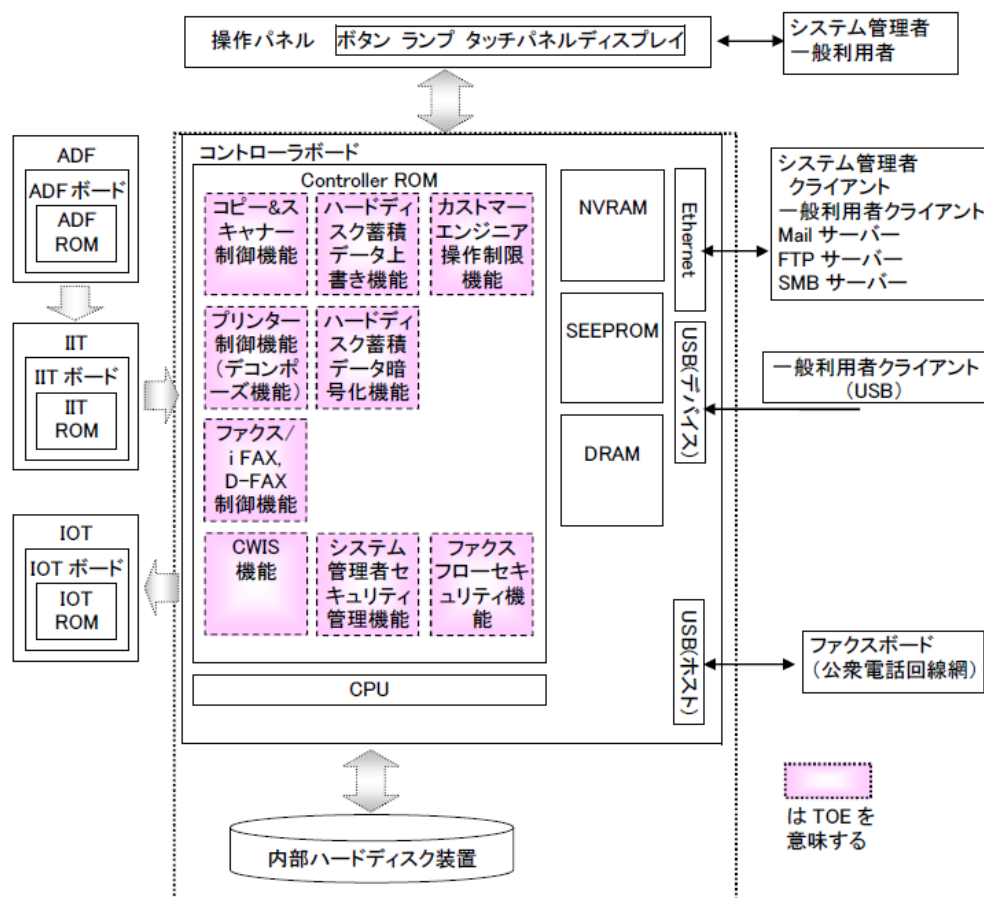 操作パネル ボタン ランプ タッチパネルディスプレイ
システム管理者
一般利用者
ADF
ADF ボード
ADF
ROM
IIT
IIT ボード
IIT
ROM
IOT
IOT ボード
IOT
ROM
コントローラボード
Controller ROM
コピー&ス
キャナー
制御機能
ハードディ
スク蓄積
データ上
書き機能
カストマー
エンジニア
操作制限
機能
プリンター
制御機能
(デコンポ
ーズ機能)
ハードディ
スク蓄積
データ暗
号化機能
ファクス/
i FAX,
D-FAX
制御機能
CWIS
機能
システム
管理者セ
キュリティ
管理機能
ファクス
フローセキ
ュリティ機
能
CPU
NVRAM
SEEPROM
DRAM
Ethernet
USB(デバイス)
USB(ホスト)
システム管理者
クライアント
一般利用者クライアント
Mail サーバー
FTP サーバー
SMB サーバー
一般利用者クライアント
(USB)
ファクスボード
(公衆電話回線網)
は TOE を
意味する
内部ハードディスク装置